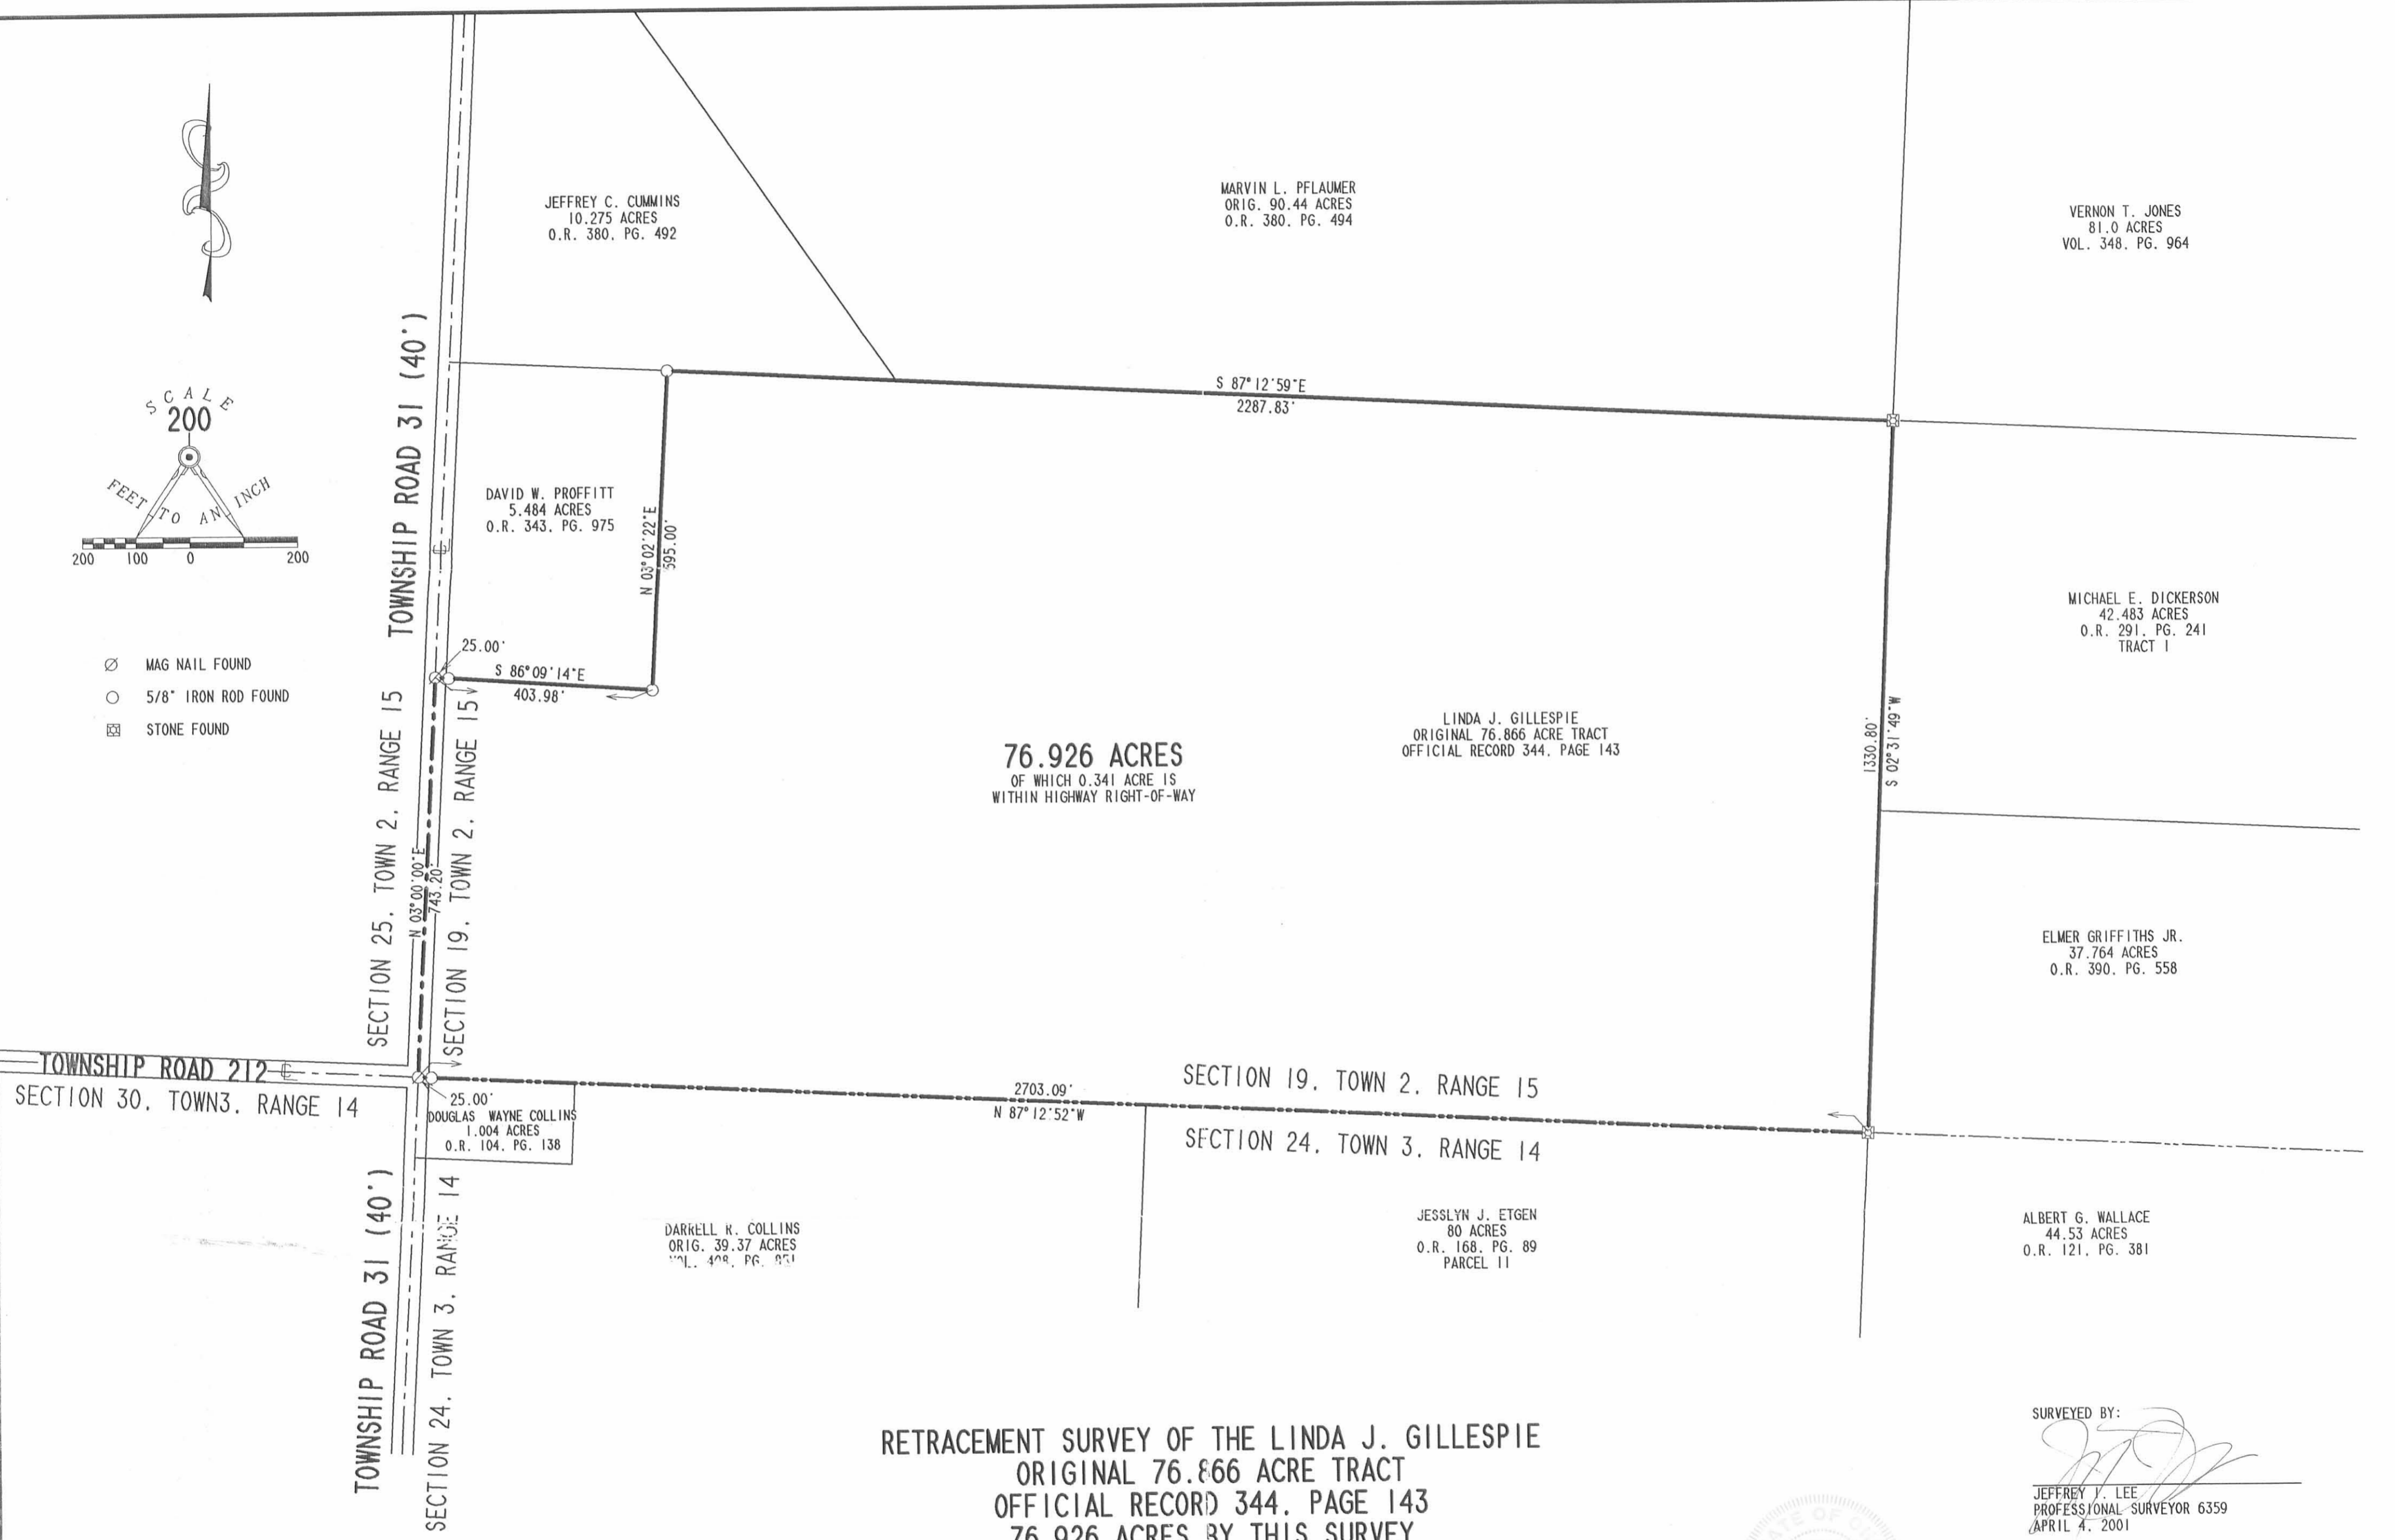 JEFFREY C. CUMMINS
10.275 ACRES
O.R. 380, PG. 492
MARVIN L. PFLAUMER
ORIG. 90.44 ACRES
O.R. 380. PG. 494
VERNON T. JONES
81.0 ACRES
VOL. 348. PG. 964
TOWNSHIP ROAD 31 (40')
SCALE
200
FEET TO AN INCH
200 100 0 200
S 87°12'59"E
2287.83'
DAVID W. PROFFITT
5.484 ACRES
O.R. 343. PG. 975
N 03°02'22"E
595.00'
MICHAEL E. DICKERSON
42.483 ACRES
O.R. 291. PG. 241
TRACT I
25.00'
S 86°09'14"E
403.98'
MAG NAIL FOUND
5/8" IRON ROD FOUND
STONE FOUND
LINDA J. GILLESPIE
ORIGINAL 76.866 ACRE TRACT
OFFICIAL RECORD 344. PAGE 143
76.926 ACRES
OF WHICH 0.341 ACRE IS
WITHIN HIGHWAY RIGHT-OF-WAY
1330.80'
S 02°31'49"W
SECTION 25. TOWN 2. RANGE 15
N 03°00'00"E
743.20'
SECTION 19. TOWN 2. RANGE 15
ELMER GRIFFITHS JR.
37.764 ACRES
O.R. 390. PG. 558
TOWNSHIP ROAD 212
SECTION 30. TOWN3. RANGE 14
25.00'
DOUGLAS WAYNE COLLINS
1.004 ACRES
O.R. 104. PG. 138
2703.09'
N 87°12'52"W
SECTION 19. TOWN 2. RANGE 15
SECTION 24. TOWN 3. RANGE 14
TOWNSHIP ROAD 31 (40')
SECTION 24. TOWN 3. RANGE 14
DARRELL R. COLLINS
ORIG. 39.37 ACRES
PG.
JESSLYN J. ETGEN
80 ACRES
O.R. 168. PG. 89
PARCEL II
ALBERT G. WALLACE
44.53 ACRES
O.R. 121. PG. 381
RETRACEMENT SURVEY OF THE LINDA J. GILLESPIE
ORIGINAL 76.866 ACRE TRACT
OFFICIAL RECORD 344. PAGE 143
76.926 ACRES BY THIS SURVEY
SURVEYED BY:
JEFFREY I. LEE
PROFESSIONAL SURVEYOR 6359
APRIL 4. 2001